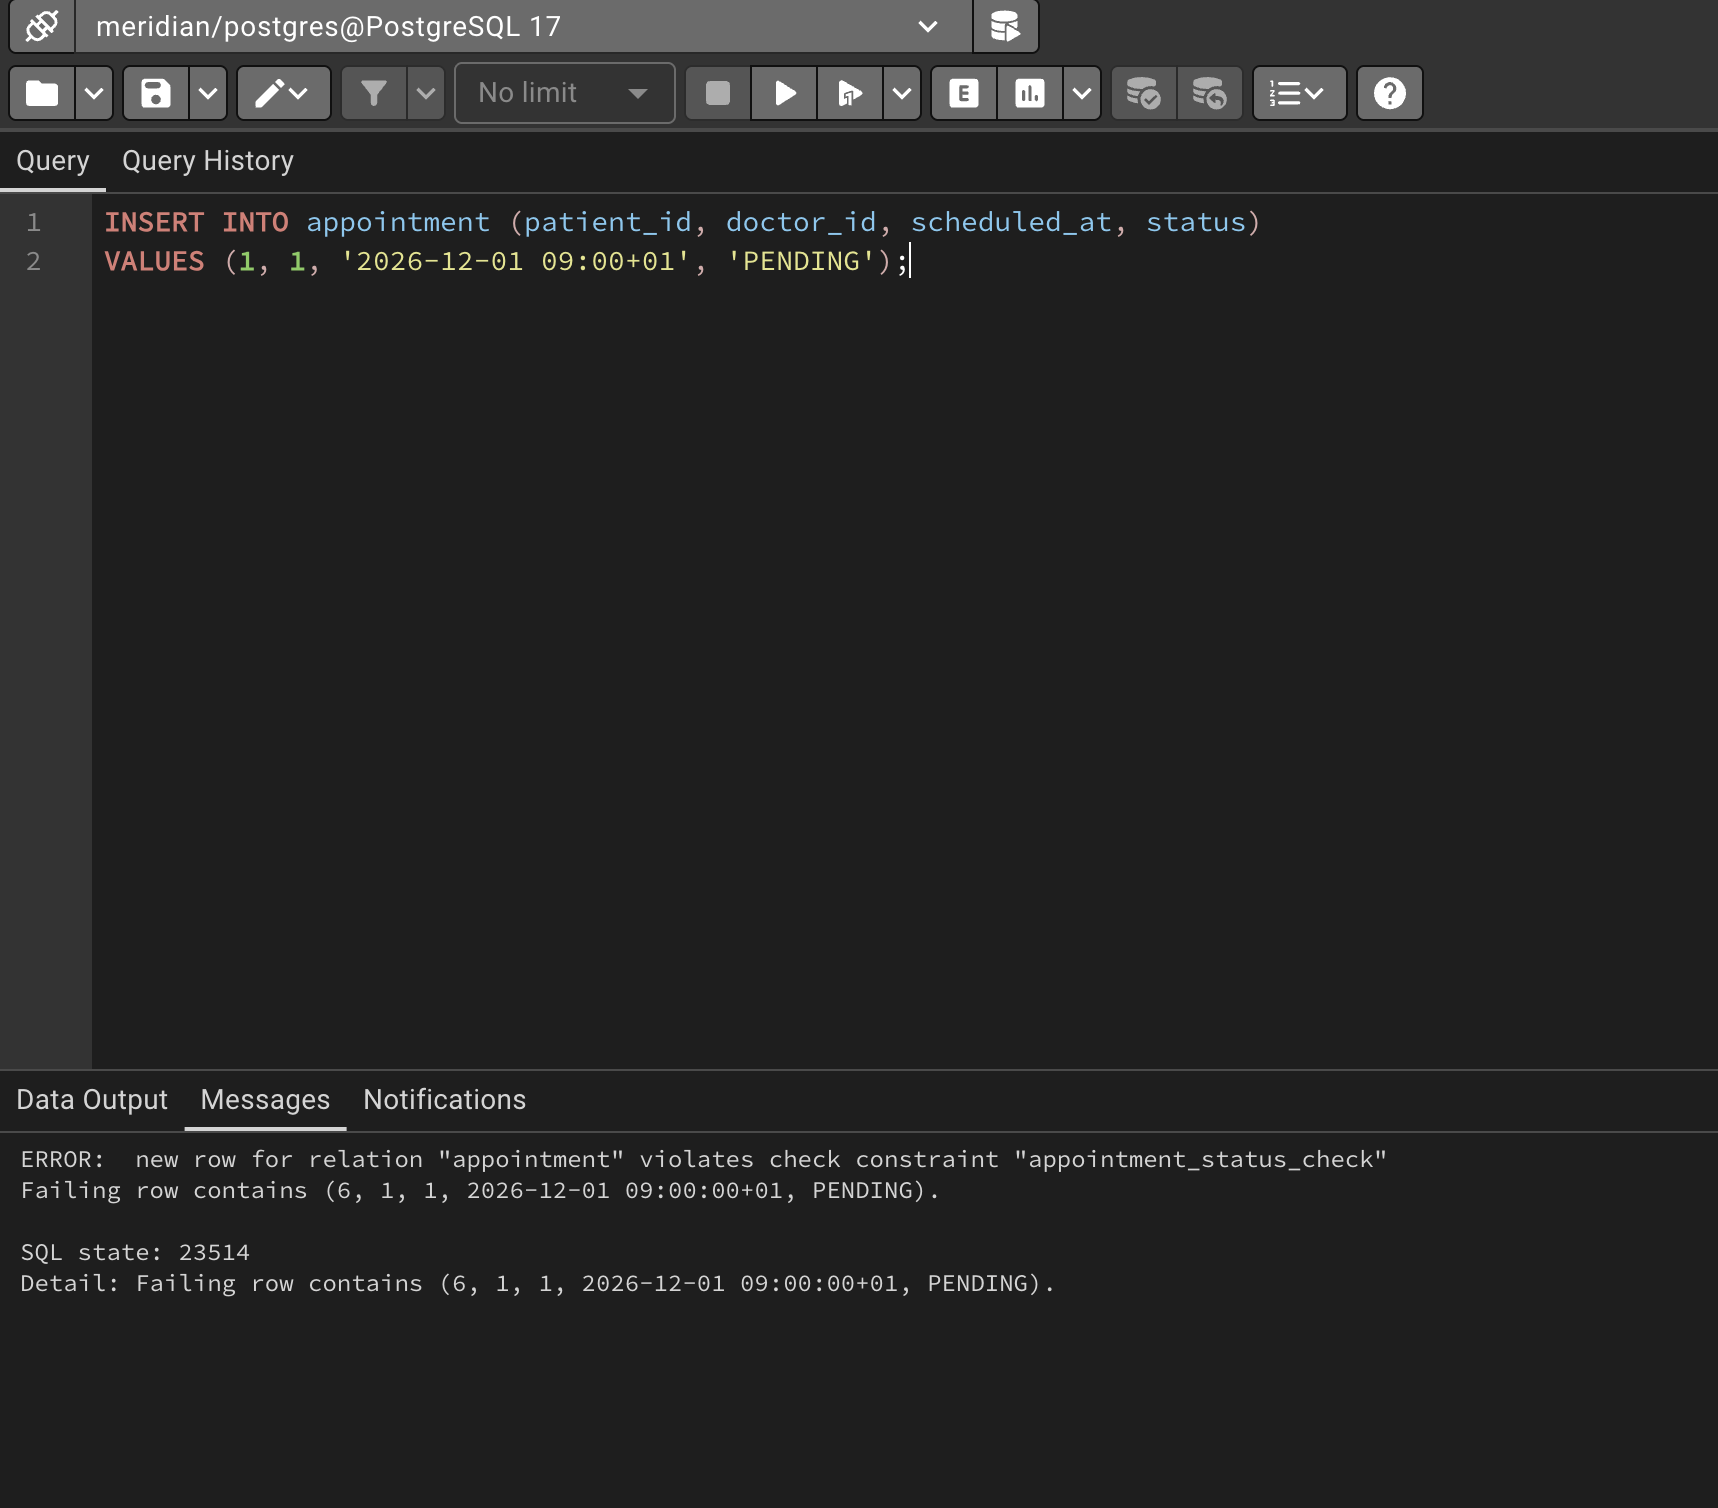 meridian/postgres@PostgreSQL 17
No limit
E
Query Query History
1 INSERT INTO appointment (patient_id, doctor_id, scheduled_at, status)
2 VALUES (1, 1, '2026-12-01 09:00+01', 'PENDING');
Data Output Messages Notifications
ERROR:  new row for relation "appointment" violates check constraint "appointment_status_check"
Failing row contains (6, 1, 1, 2026-12-01 09:00:00+01, PENDING).
SQL state: 23514
Detail: Failing row contains (6, 1, 1, 2026-12-01 09:00:00+01, PENDING).